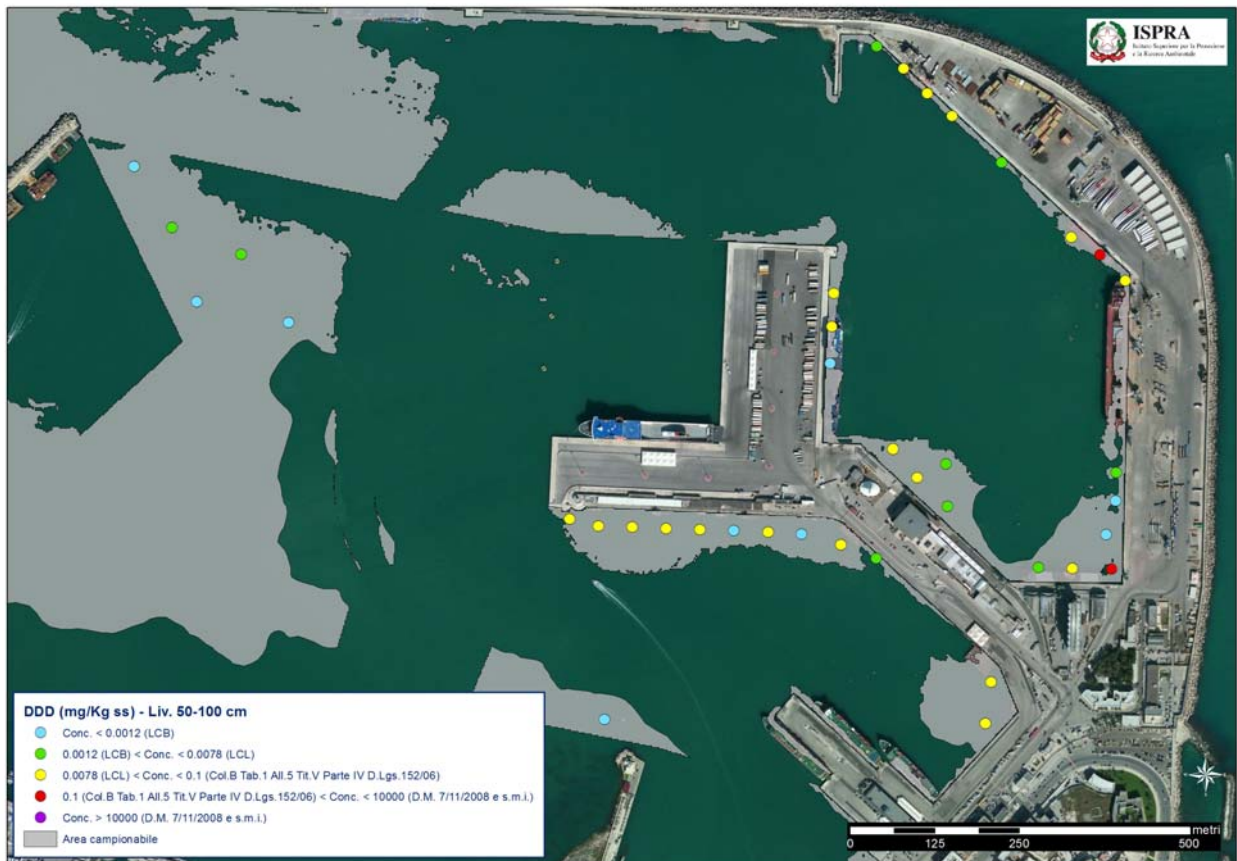 ISPRA
Istituto Superiore per la Protezione
e la Ricerca Ambientale
DDD (mg/Kg ss) - Liv. 50-100 cm
Conc. < 0.0012 (LCB)
0.0012 (LCB) < Conc. < 0.0078 (LCL)
0.0078 (LCL) < Conc. < 0.1 (Col.B Tab.1 All.5 Tit.V Parte IV D.Lgs.152/06)
0.1 (Col.B Tab.1 All.5 Tit.V Parte IV D.Lgs.152/06) < Conc. < 10000 (D.M. 7/11/2008 e s.m.i.)
Conc. > 10000 (D.M. 7/11/2008 e s.m.i.)
Area campionabile
metri
0 125 250 500